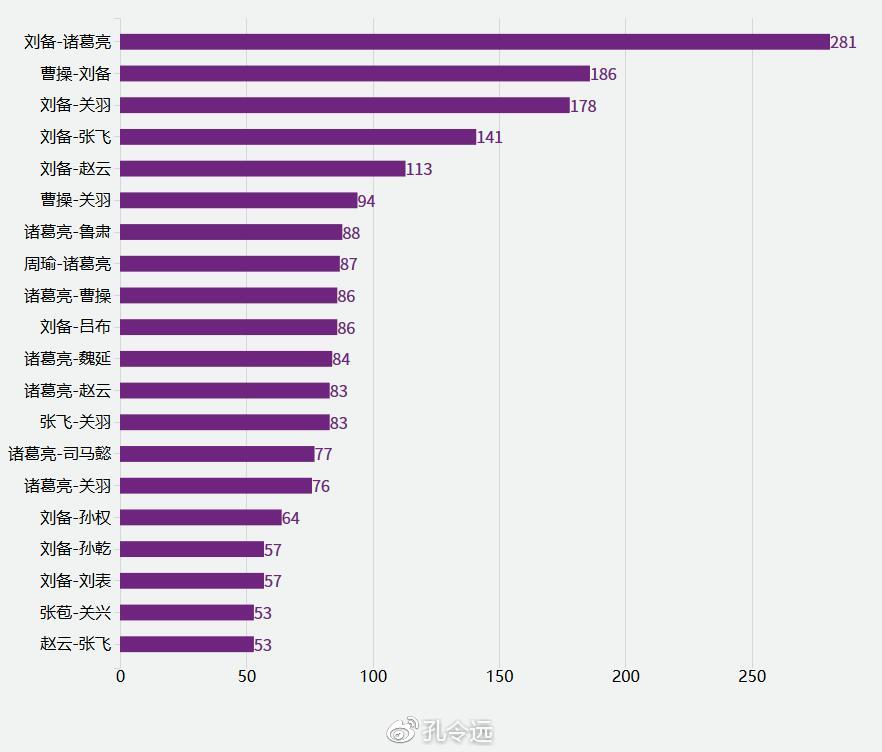 刘备-诸葛亮 281
曹操-刘备 186
刘备-关羽 178
刘备-张飞 141
刘备-赵云 113
曹操-关羽 94
诸葛亮-鲁肃 88
周瑜-诸葛亮 87
诸葛亮-曹操 86
刘备-吕布 86
诸葛亮-魏延 84
诸葛亮-赵云 83
张飞-关羽 83
诸葛亮-司马懿 77
诸葛亮-关羽 76
刘备-孙权 64
刘备-孙乾 57
刘备-刘表 57
张苞-关兴 53
赵云-张飞 53
0 50 100 150 200 250
孔令远